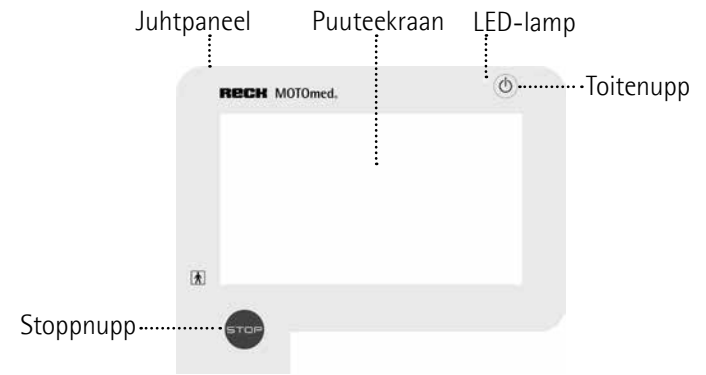 Juhtpaneel Puuteekraan LED-lamp
Toitenupp
RECK MOTOmed.
Stoppnupp
STOP